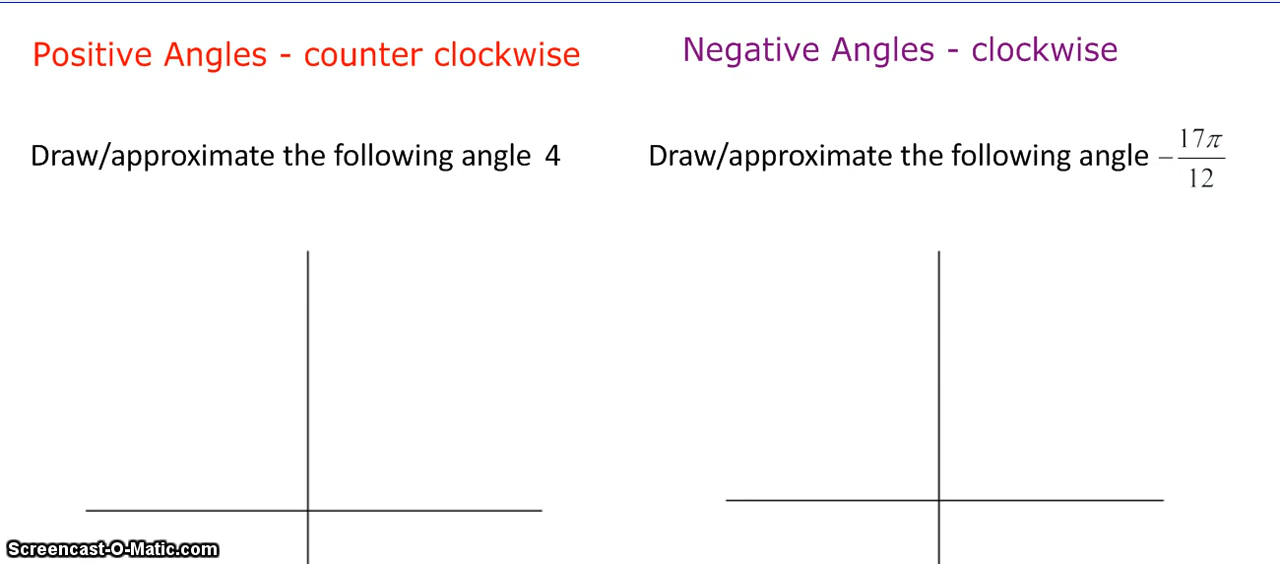 Positive Angles - counter clockwise
Negative Angles - clockwise
Draw/approximate the following angle 4
Draw/approximate the following angle −17π/12
Screencast-O-Matic.com